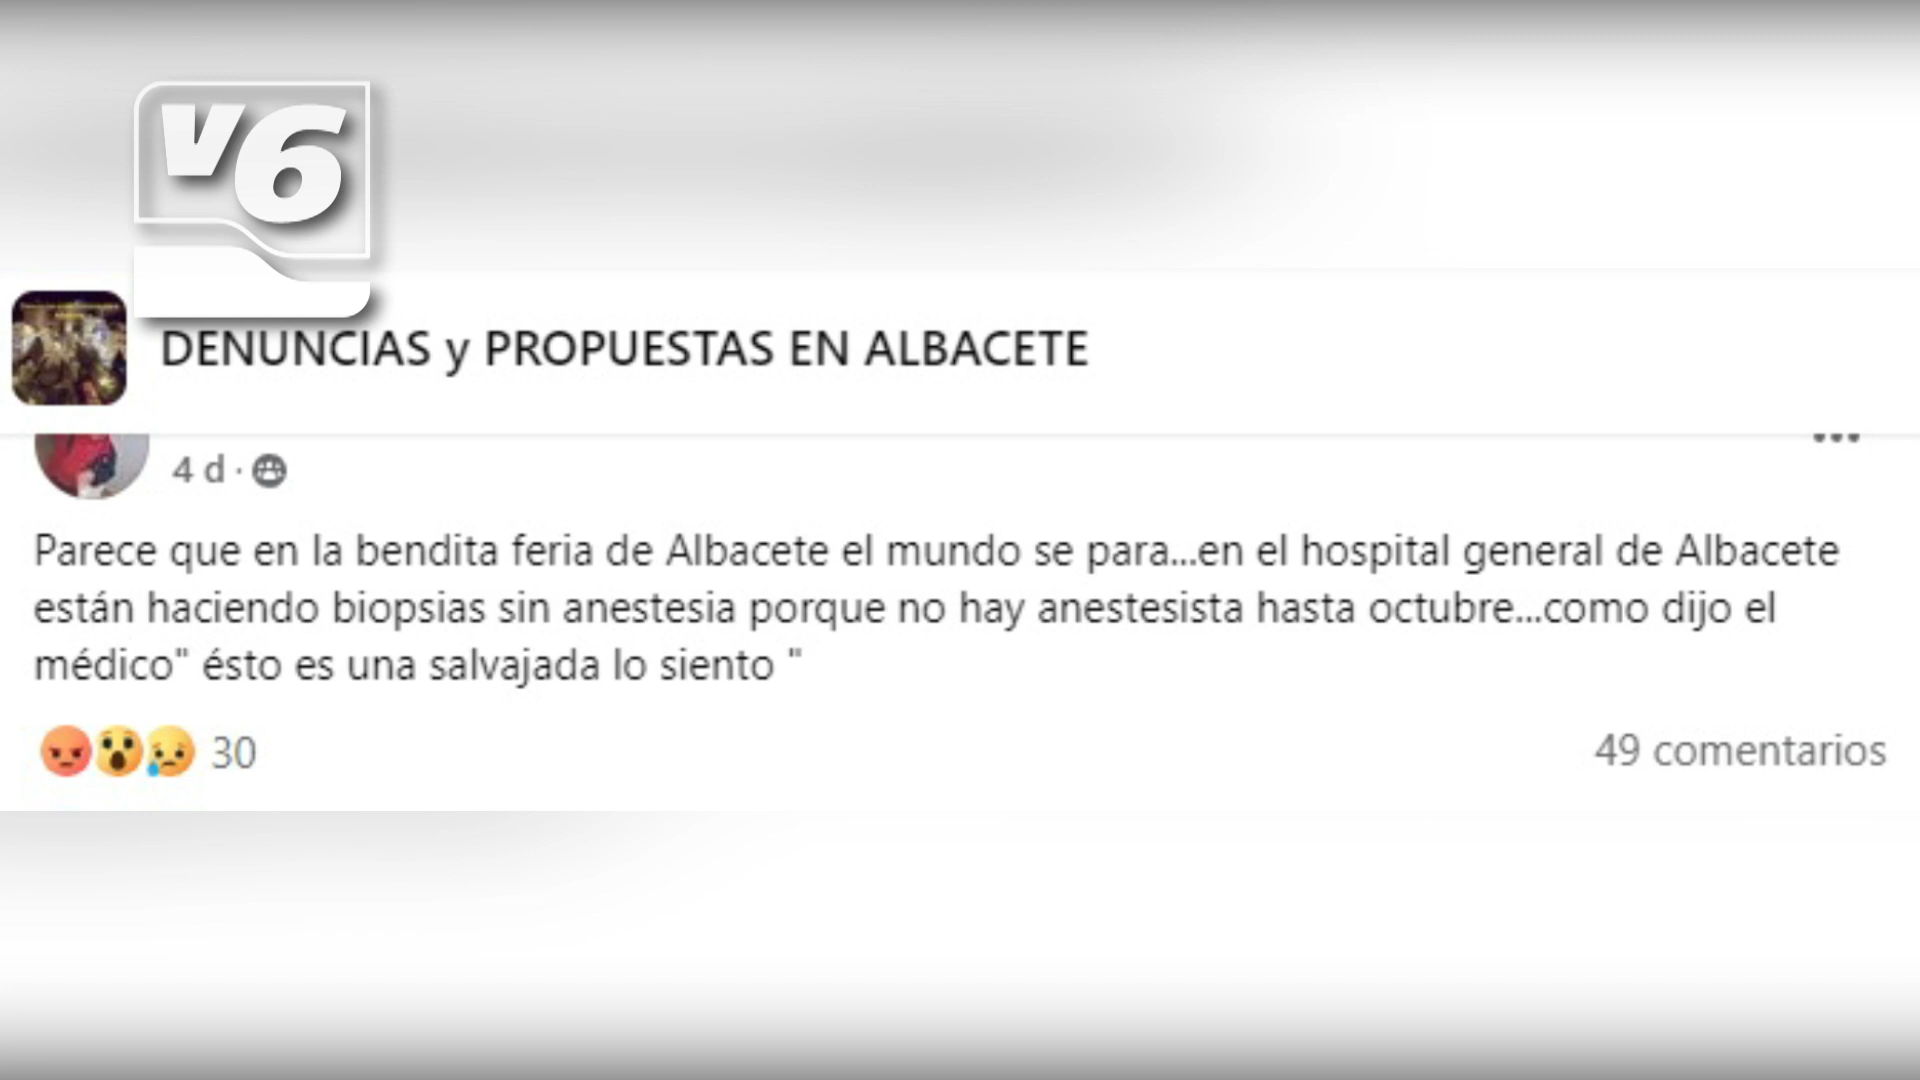 V6
DENUNCIAS y PROPUESTAS EN ALBACETE
4 d ·
Parece que en la bendita feria de Albacete el mundo se para...en el hospital general de Albacete
están haciendo biopsias sin anestesia porque no hay anestesista hasta octubre...como dijo el
médico" ésto es una salvajada lo siento "
30
49 comentarios